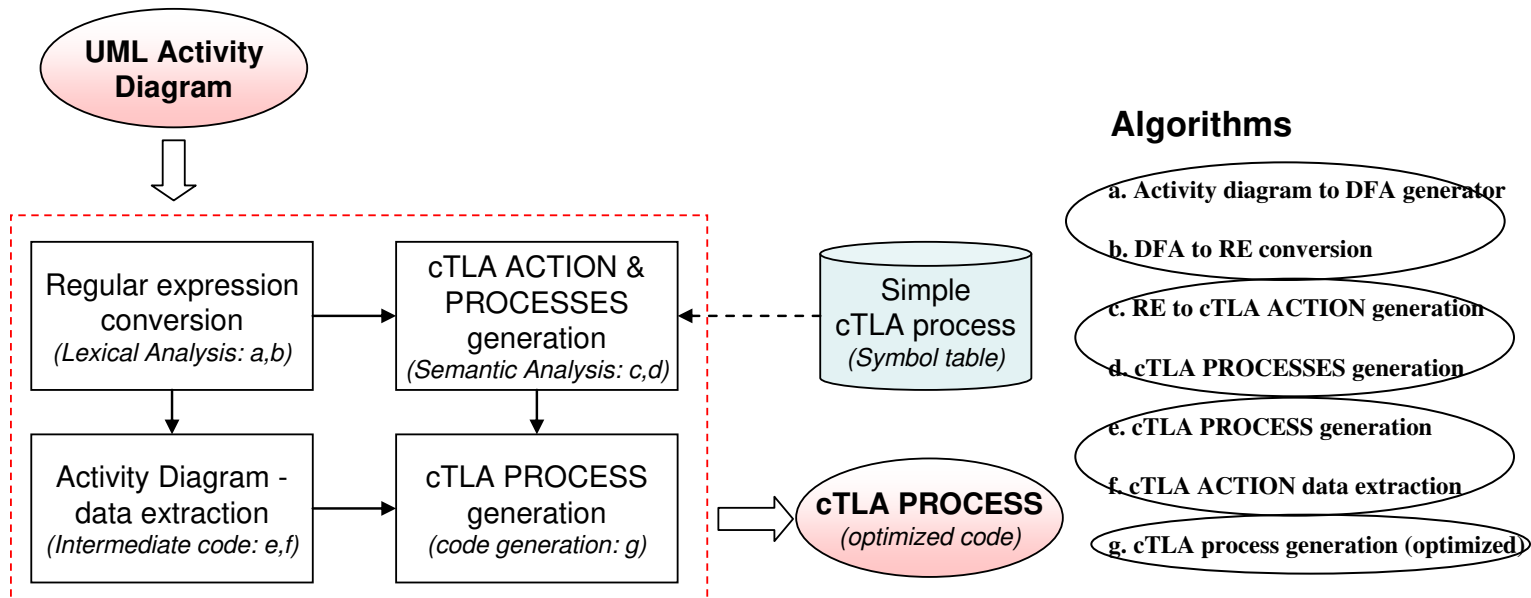 UML Activity
Diagram
Regular expression
conversion
(Lexical Analysis: a,b)
cTLA ACTION &
PROCESSES
generation
(Semantic Analysis: c,d)
Simple
cTLA process
(Symbol table)
Activity Diagram -
data extraction
(Intermediate code: e,f)
cTLA PROCESS
generation
(code generation: g)
cTLA PROCESS
(optimized code)
Algorithms
a. Activity diagram to DFA generator
b. DFA to RE conversion
c. RE to cTLA ACTION generation
d. cTLA PROCESSES generation
e. cTLA PROCESS generation
f. cTLA ACTION data extraction
g. cTLA process generation (optimized)